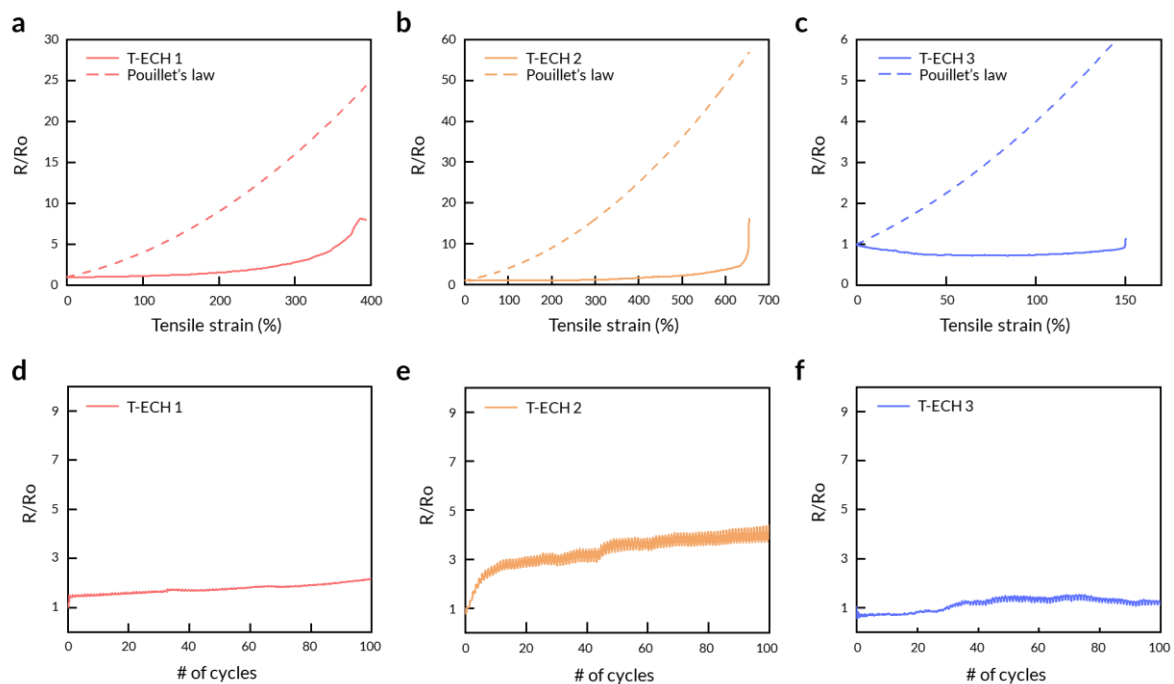 a
30
25
20
15
10
5
0
R/Ro
T-ECH 1
Pouillet's law
0 100 200 300 400
Tensile strain (%)
b
60
50
40
30
20
10
0
R/Ro
T-ECH 2
Pouillet's law
0 100 200 300 400 500 600 700
Tensile strain (%)
c
6
5
4
3
2
1
0
R/Ro
T-ECH 3
Pouillet's law
0 50 100 150
Tensile strain (%)
d
9
7
5
3
1
R/Ro
T-ECH 1
0 20 40 60 80 100
# of cycles
e
9
7
5
3
1
R/Ro
T-ECH 2
0 20 40 60 80 100
# of cycles
f
9
7
5
3
1
R/Ro
T-ECH 3
0 20 40 60 80 100
# of cycles